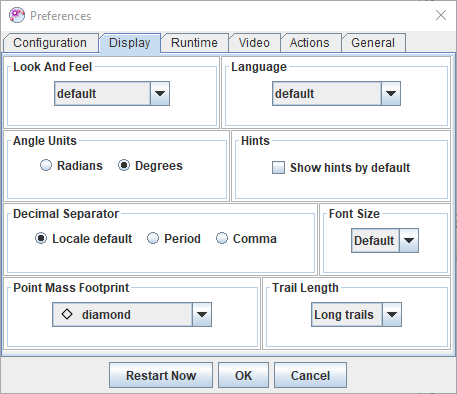 Preferences
Configuration Display Runtime Video Actions General
Look And Feel Language
default default
Angle Units Hints
Radians Degrees Show hints by default
Decimal Separator Font Size
Locale default Period Comma Default
Point Mass Footprint Trail Length
diamond Long trails
Restart Now OK Cancel